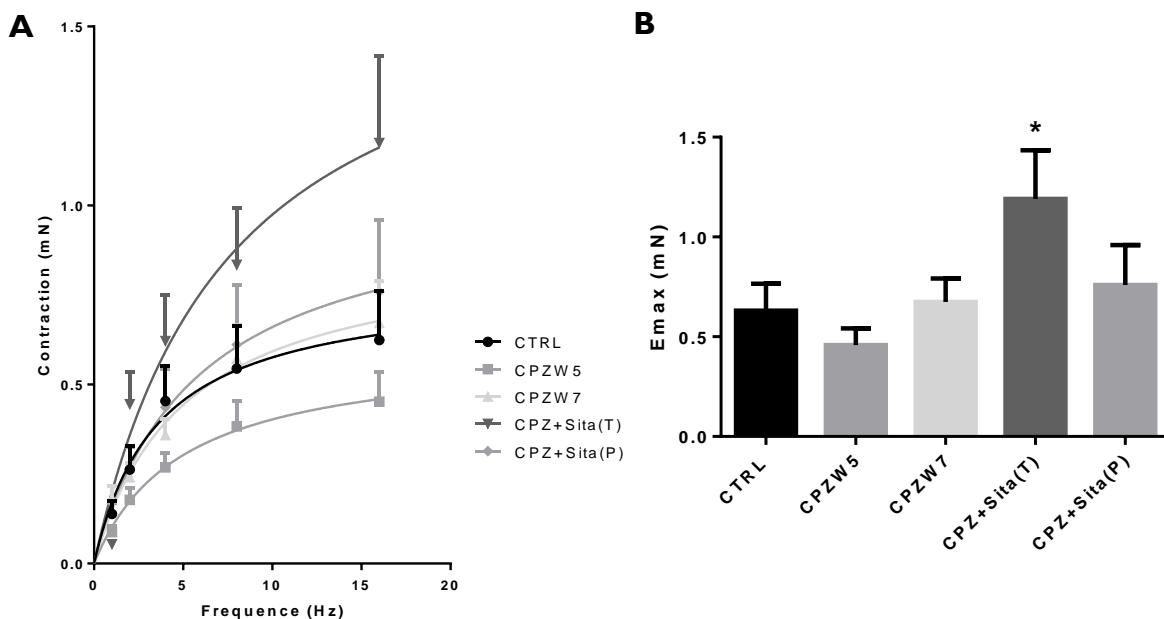 A
1.5
1.0
0.5
0.0
Contraction (mN)
0
5
10
15
20
Frequence (Hz)
CTRL
CPZW5
CPZW7
CPZ+Sita(T)
CPZ+Sita(P)
B
*
1.5
1.0
0.5
0.0
Emax (mN)
CTRL
CPZW5
CPZW7
CPZ+Sita(T)
CPZ+Sita(P)